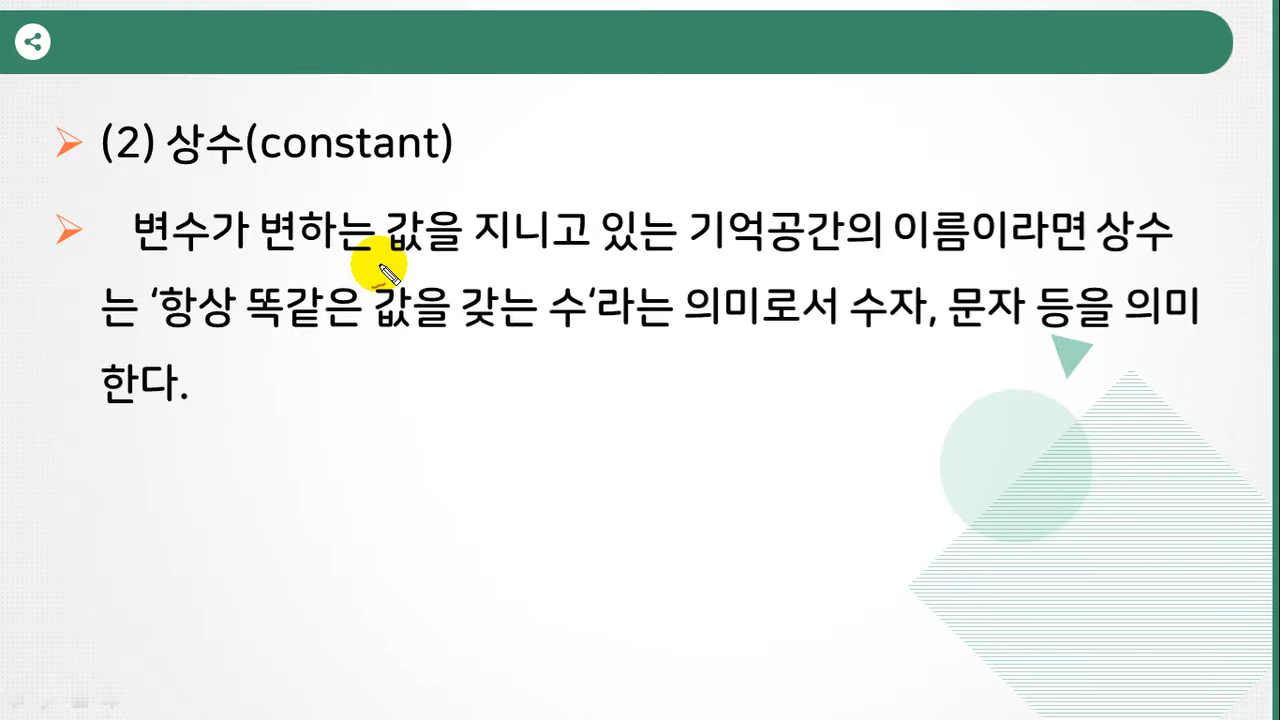 (2) 상수(constant)
변수가 변하는 값을 지니고 있는 기억공간의 이름이라면 상수
는 ‘항상 똑같은 값을 갖는 수‘라는 의미로서 수자, 문자 등을 의미
한다.